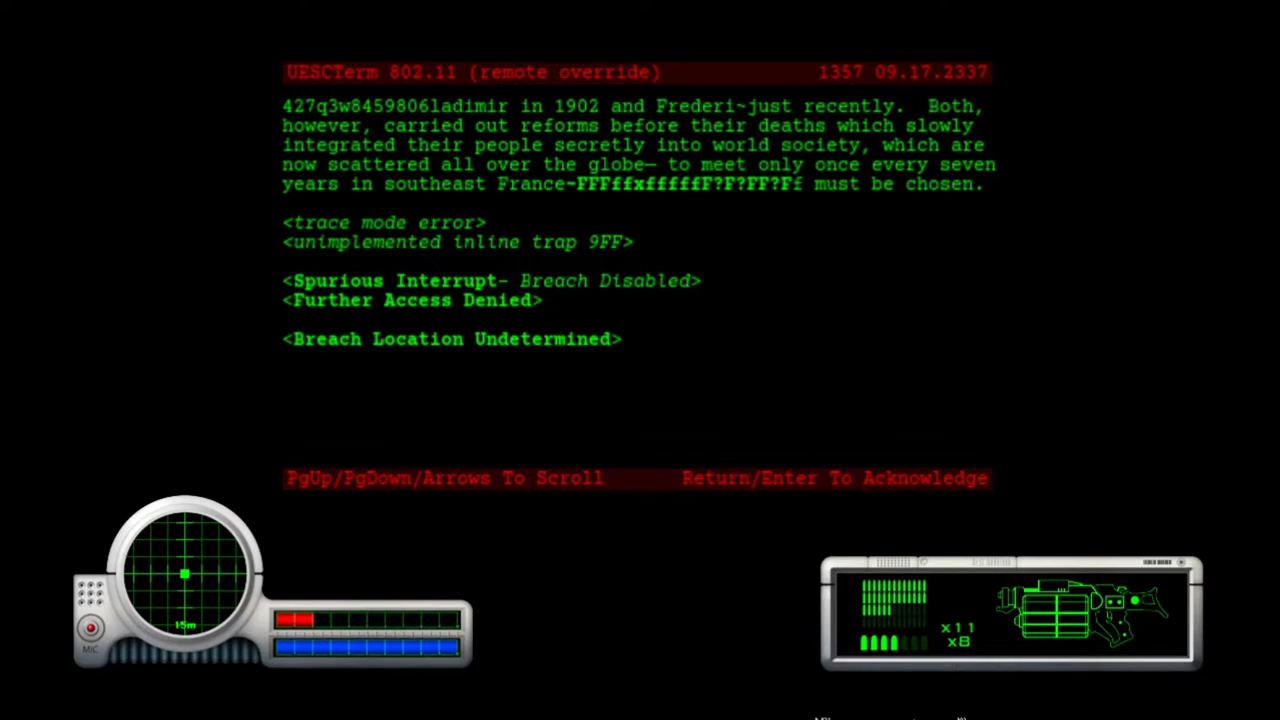 UESCTerm 802.11 (remote override) 1357 09.17.2337
427q3w8459806ladimir in 1902 and Frederi~just recently. Both,
however, carried out reforms before their deaths which slowly
integrated their people secretly into world society, which are
now scattered all over the globe— to meet only once every seven
years in southeast France~FFFffxfffffF?F?FF?Ff must be chosen.
<trace mode error>
<unimplemented inline trap 9FF>
<Spurious Interrupt- Breach Disabled>
<Further Access Denied>
<Breach Location Undetermined>
PgUp/PgDown/Arrows To Scroll Return/Enter To Acknowledge
15m
MIC
x11
x8